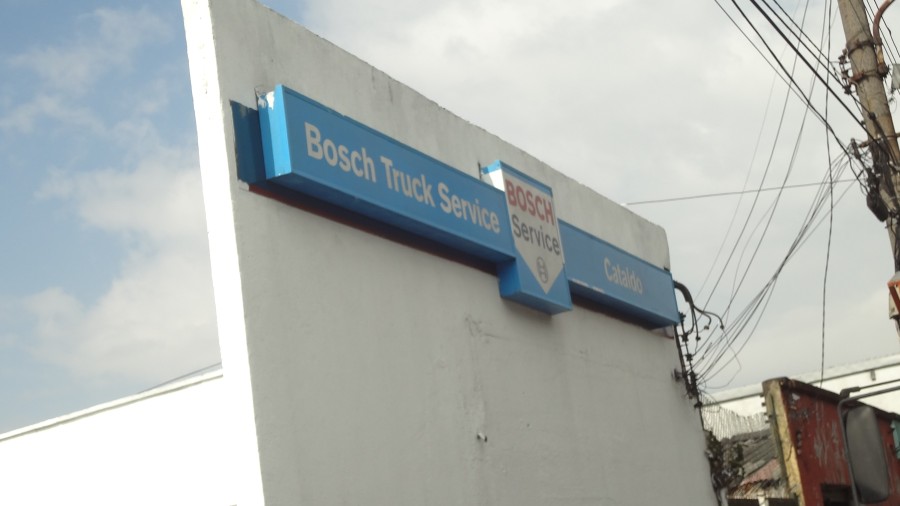 Bosch Truck Service
BOSCH
Service
Cataldo